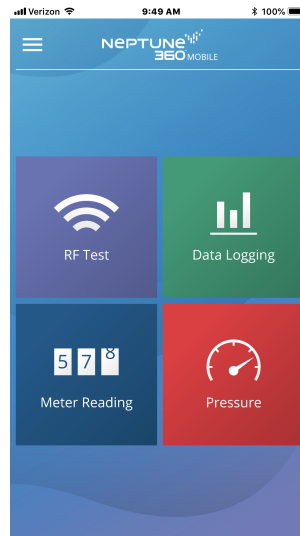 Verizon 9:49 AM 100%
NEPTUNE
360 MOBILE
RF Test
Data Logging
5 7 8
Meter Reading
Pressure